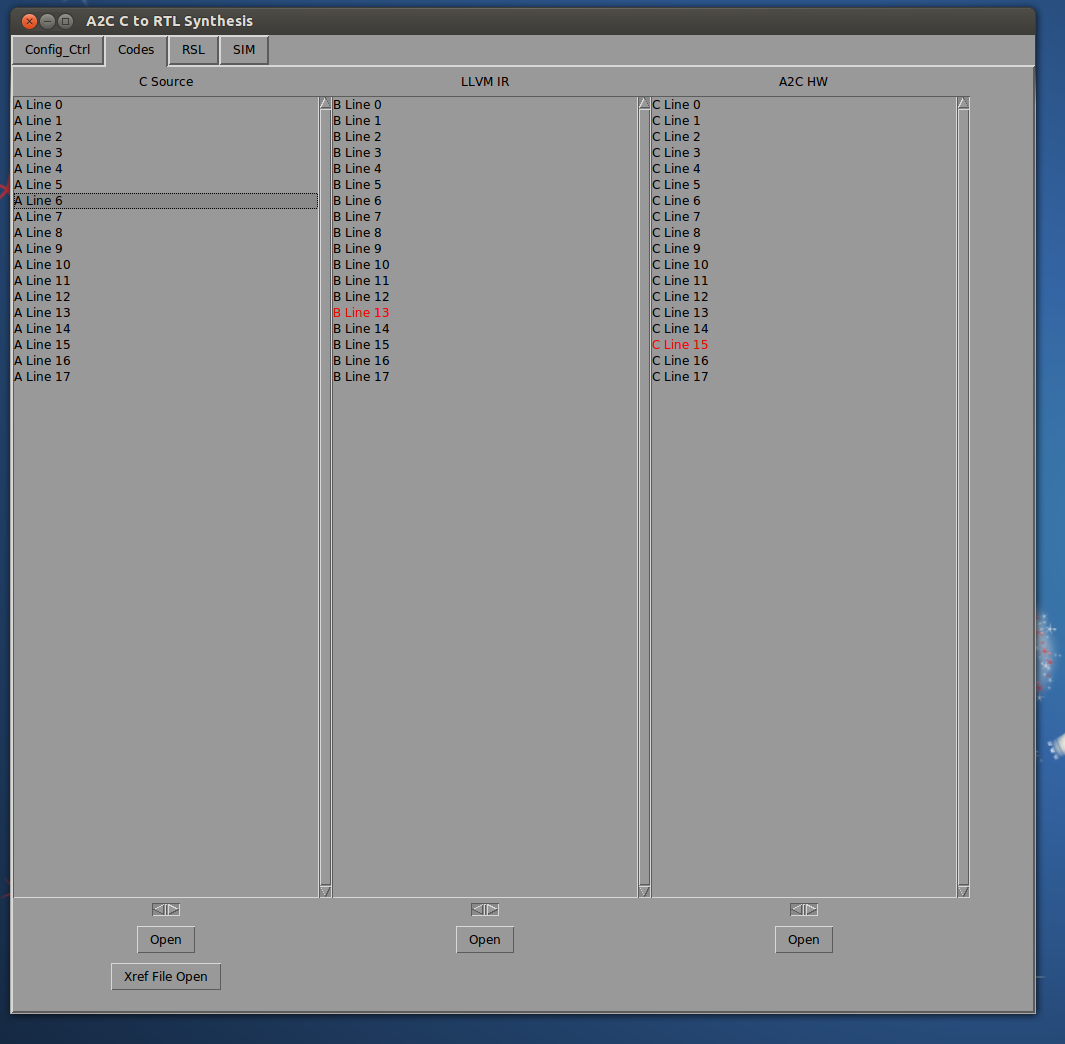 A2C C to RTL Synthesis
Config_Ctrl Codes RSL SIM
C Source LLVM IR A2C HW
A Line 0 B Line 0 C Line 0
A Line 1 B Line 1 C Line 1
A Line 2 B Line 2 C Line 2
A Line 3 B Line 3 C Line 3
A Line 4 B Line 4 C Line 4
A Line 5 B Line 5 C Line 5
A Line 6 B Line 6 C Line 6
A Line 7 B Line 7 C Line 7
A Line 8 B Line 8 C Line 8
A Line 9 B Line 9 C Line 9
A Line 10 B Line 10 C Line 10
A Line 11 B Line 11 C Line 11
A Line 12 B Line 12 C Line 12
A Line 13 B Line 13 C Line 13
A Line 14 B Line 14 C Line 14
A Line 15 B Line 15 C Line 15
A Line 16 B Line 16 C Line 16
A Line 17 B Line 17 C Line 17
Open Open Open
Xref File Open